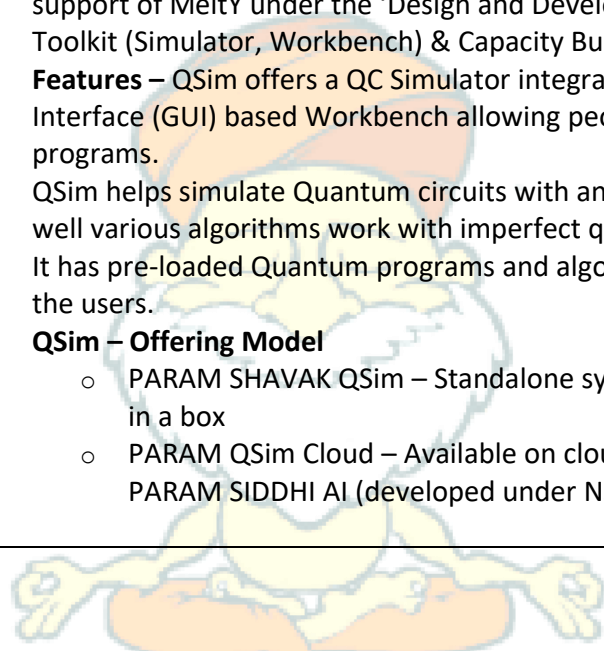 support of MeitY under the 'Design and Develo
Toolkit (Simulator, Workbench) & Capacity Bu
Features – QSim offers a QC Simulator integra
Interface (GUI) based Workbench allowing peo
programs.
QSim helps simulate Quantum circuits with an
well various algorithms work with imperfect q
It has pre-loaded Quantum programs and algo
the users.
QSim – Offering Model
o PARAM SHAVAK QSim – Standalone sy
in a box
o PARAM QSim Cloud – Available on clou
PARAM SIDDHI AI (developed under N